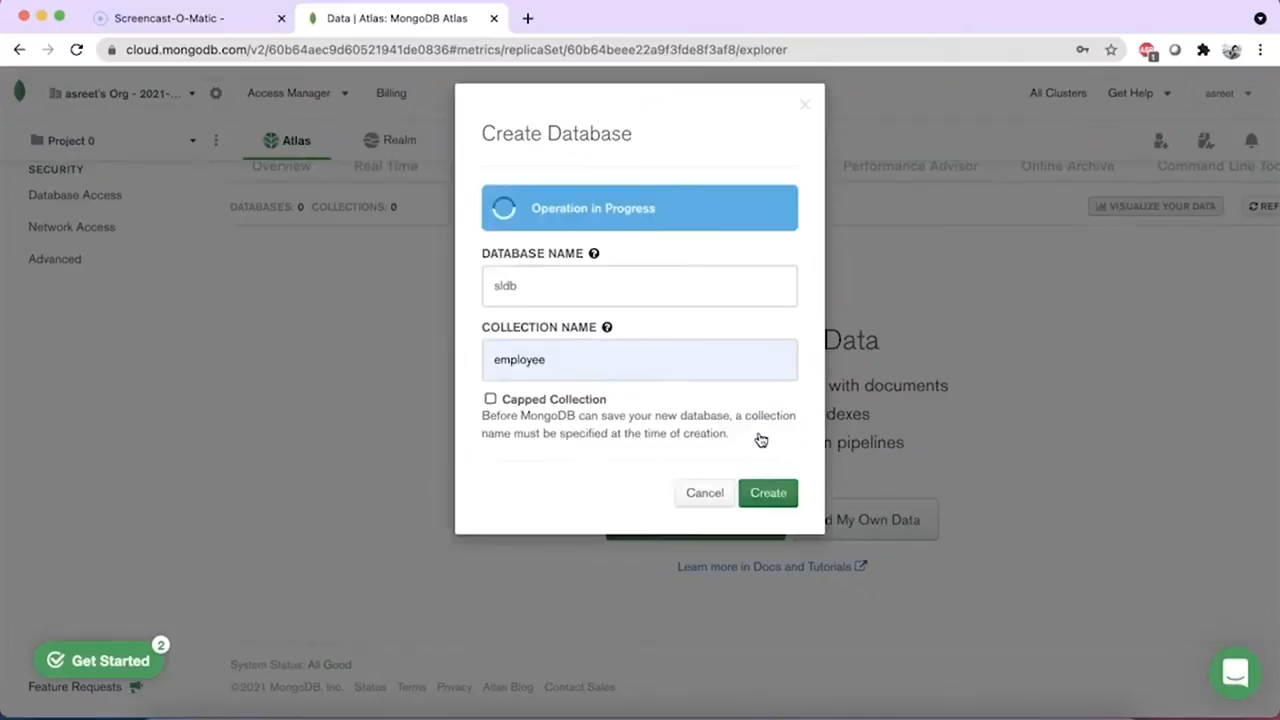 Screencast-O-Matic -
Data | Atlas: MongoDB Atlas
cloud.mongodb.com/v2/60b64aec9d60521941de0836#metrics/replicaSet/60b64beee22a9f3fde8f3af8/explorer
1
asreet's Org - 2021-...
Access Manager
Billing
All Clusters
Get Help
asreet
Project 0
Atlas
Realm
SECURITY
Overview
Real Time
Performance Advisor
Online Archive
Command Line Too
Database Access
DATABASES: 0 COLLECTIONS: 0
VISUALIZE YOUR DATA
REF
Network Access
Advanced
Create Database
Operation in Progress
DATABASE NAME
sldb
COLLECTION NAME
employee
Capped Collection
Before MongoDB can save your new database, a collection
name must be specified at the time of creation.
Cancel
Create
Data
with documents
dexes
n pipelines
d My Own Data
Learn more in Docs and Tutorials
Get Started
2
Feature Requests
System Status: All Good
©2021 MongoDB, Inc. Status Terms Privacy Atlas Blog Contact Sales